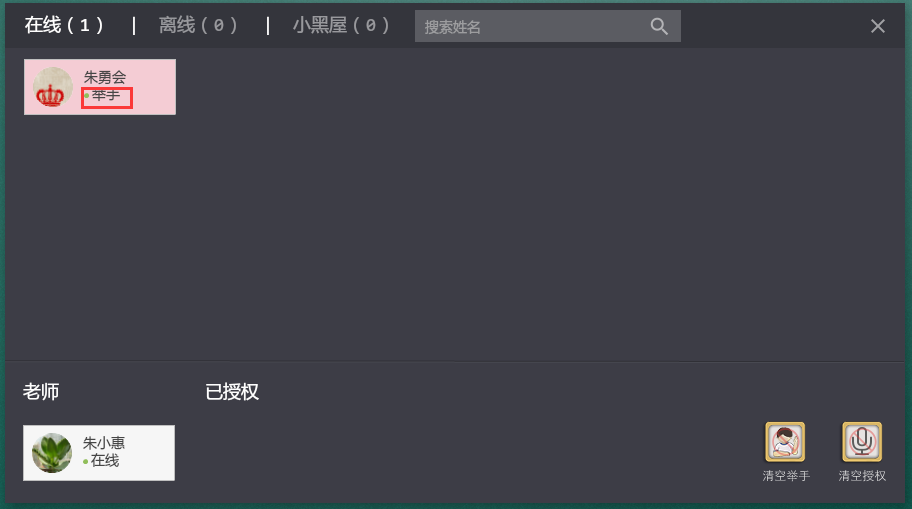 在线（1） | 离线（0） | 小黑屋（0） 搜索姓名
朱勇会
举手
老师 已授权
朱小惠
在线
清空举手 清空授权